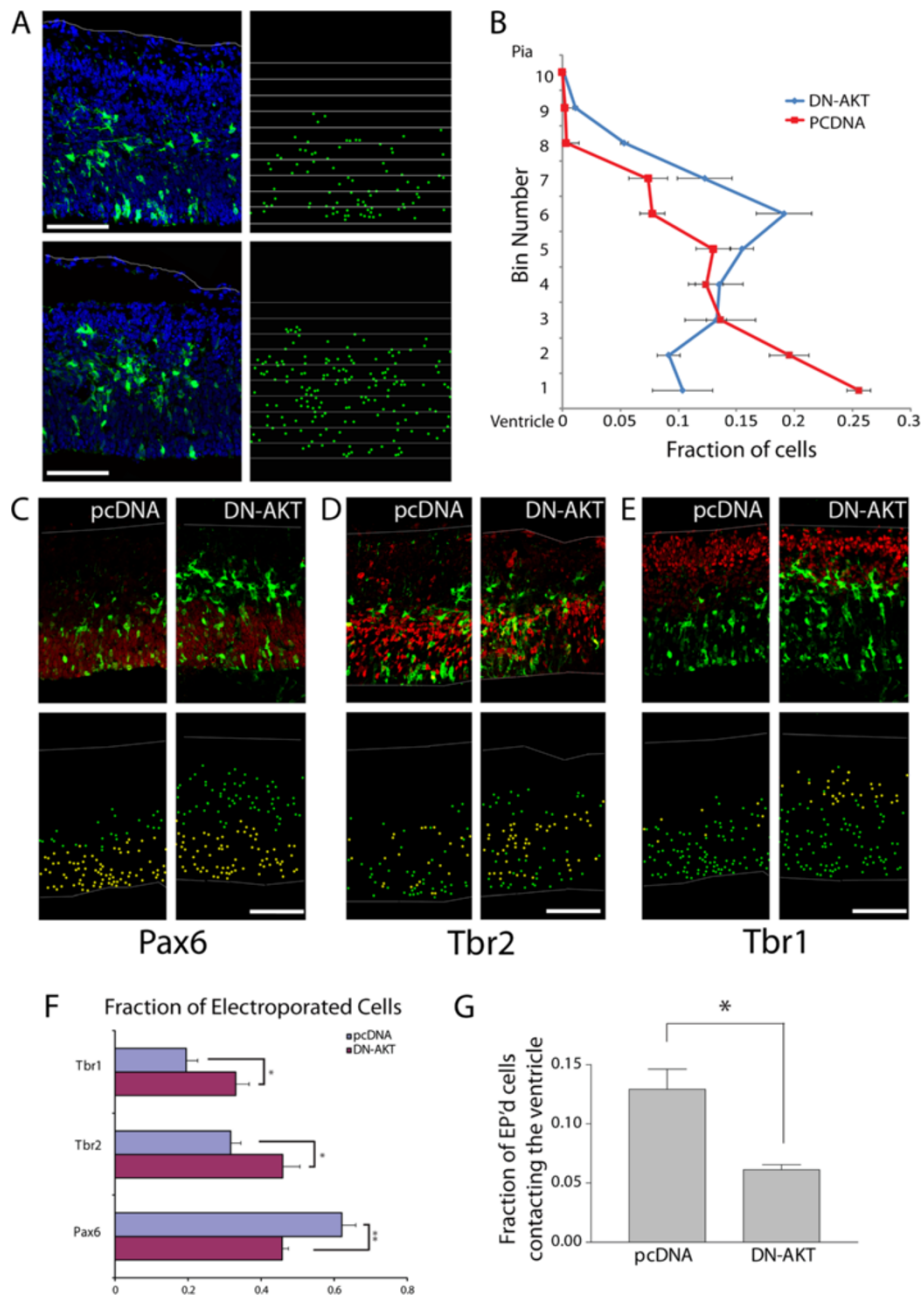 A
B
Pia
10
9
8
7
6
5
4
3
2
1
Ventricle
Bin Number
DN-AKT
PCDNA
0
0.05
0.1
0.15
0.2
0.25
0.3
Fraction of cells
C
pcDNA
DN-AKT
D
pcDNA
DN-AKT
E
pcDNA
DN-AKT
Pax6
Tbr2
Tbr1
F
Fraction of Electroporated Cells
pcDNA
DN-AKT
Tbr1
*
Tbr2
*
Pax6
**
0
0.2
0.4
0.6
0.8
G
*
Fraction of EP'd cells
contacting the ventricle
0.15
0.10
0.05
0.00
pcDNA
DN-AKT